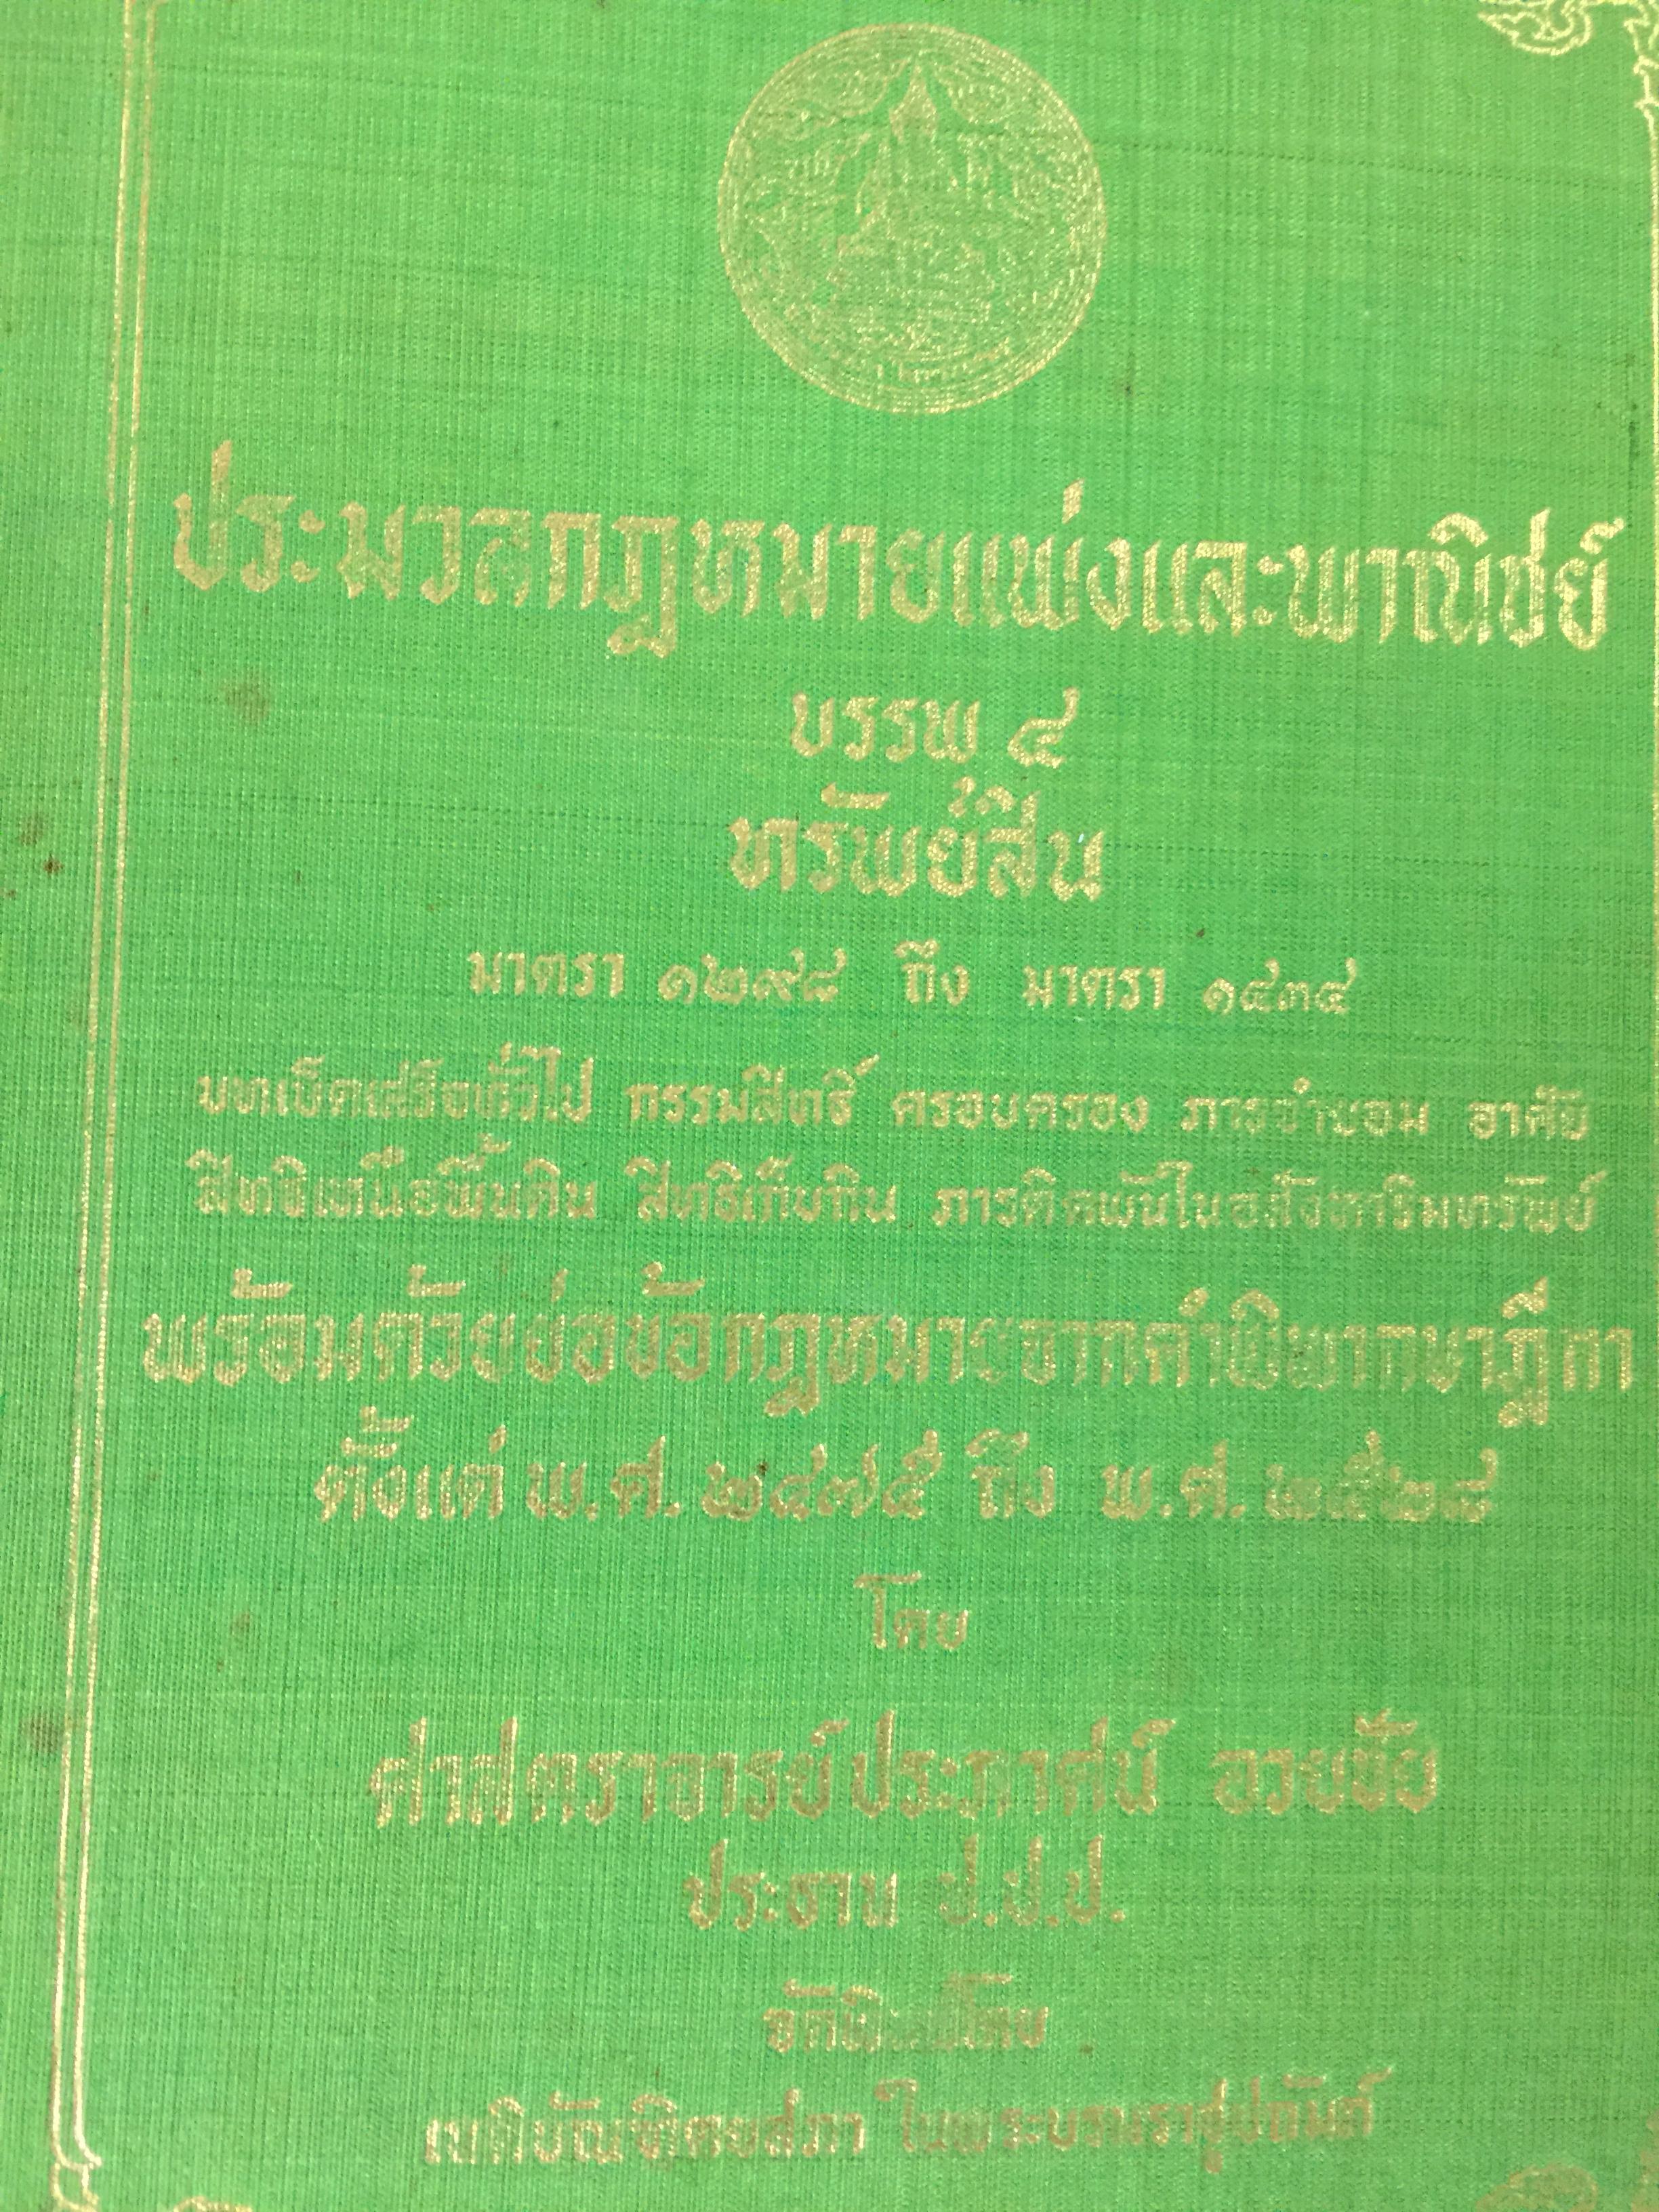 ประมวลกฎหมายแพ่งและพาณิชย์
บรรพ ๔
ทรัพย์สิน
มาตรา ๑๒๙๘ ถึง มาตรา ๑๔๓๔
บทเบ็ดเสร็จทั่วไป กรรมสิทธิ์ ครอบครอง ภารจำยอม อาศัย
สิทธิเหนือพื้นดิน สิทธิเก็บกิน ภารติดพันในอสังหาริมทรัพย์
พร้อมด้วยย่อข้อกฎหมายจากคำพิพากษาฎีกา
ตั้งแต่ พ.ศ. ๒๔๗๕ ถึง พ.ศ. ๒๕๒๘
โดย
ศาสตราจารย์ประภาศน์ อวยชัย
ประธาน ป.ป.ป.
จัดพิมพ์โดย
เนติบัณฑิตยสภา ในพระบรมราชูปถัมภ์